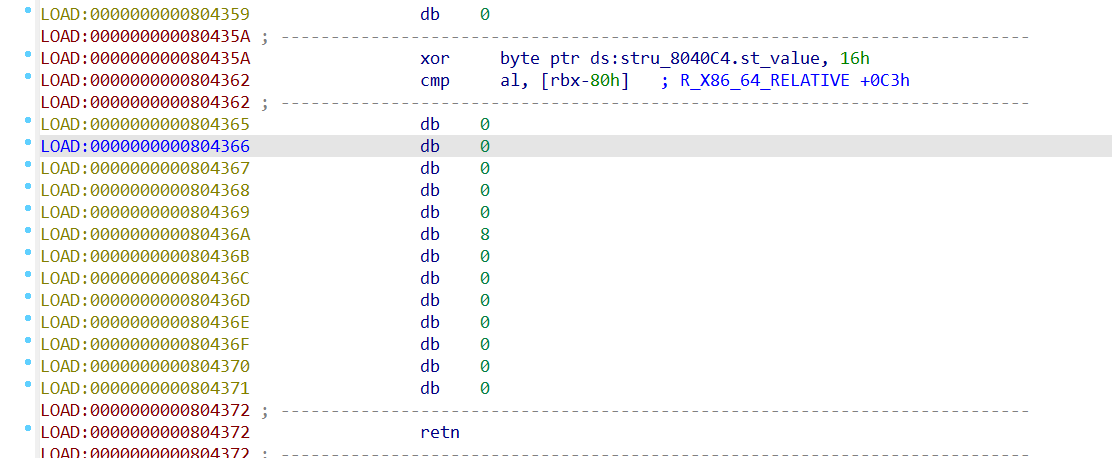 LOAD:0000000000804359 db 0
LOAD:000000000080435A ; ---------------------------------------------------------------------------
LOAD:000000000080435A xor byte ptr ds:stru_8040C4.st_value, 16h
LOAD:0000000000804362 cmp al, [rbx-80h] ; R_X86_64_RELATIVE +0C3h
LOAD:0000000000804362 ; ---------------------------------------------------------------------------
LOAD:0000000000804365 db 0
LOAD:0000000000804366 db 0
LOAD:0000000000804367 db 0
LOAD:0000000000804368 db 0
LOAD:0000000000804369 db 0
LOAD:000000000080436A db 8
LOAD:000000000080436B db 0
LOAD:000000000080436C db 0
LOAD:000000000080436D db 0
LOAD:000000000080436E db 0
LOAD:000000000080436F db 0
LOAD:0000000000804370 db 0
LOAD:0000000000804371 db 0
LOAD:0000000000804372 ; ---------------------------------------------------------------------------
LOAD:0000000000804372 retn
LOAD:0000000000804372 ; ---------------------------------------------------------------------------